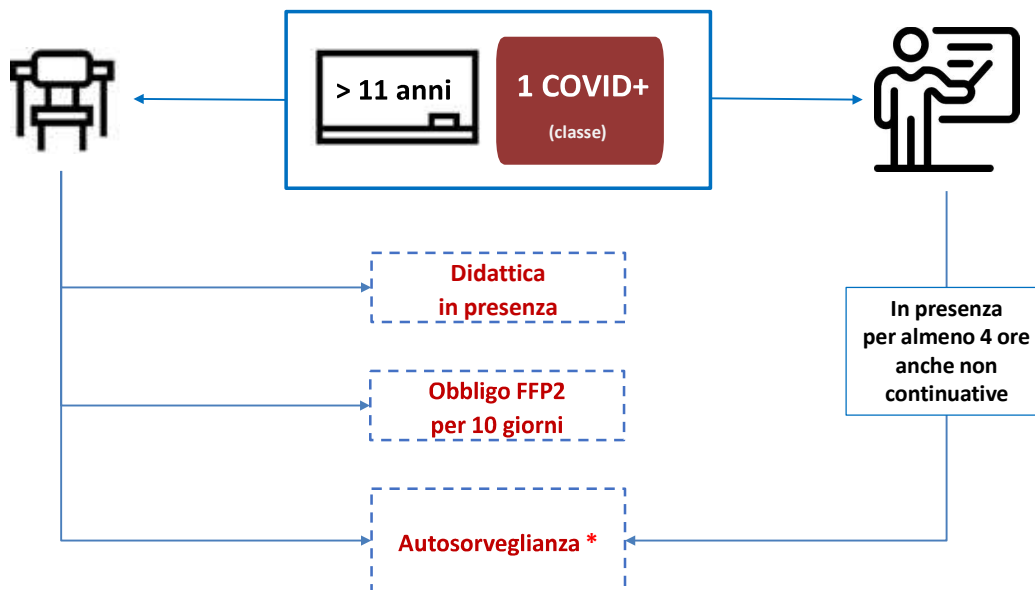 > 11 anni
1 COVID+
(classe)
Didattica
in presenza
In presenza
per almeno 4 ore
anche non
continuative
Obbligo FFP2
per 10 giorni
Autosorveglianza *